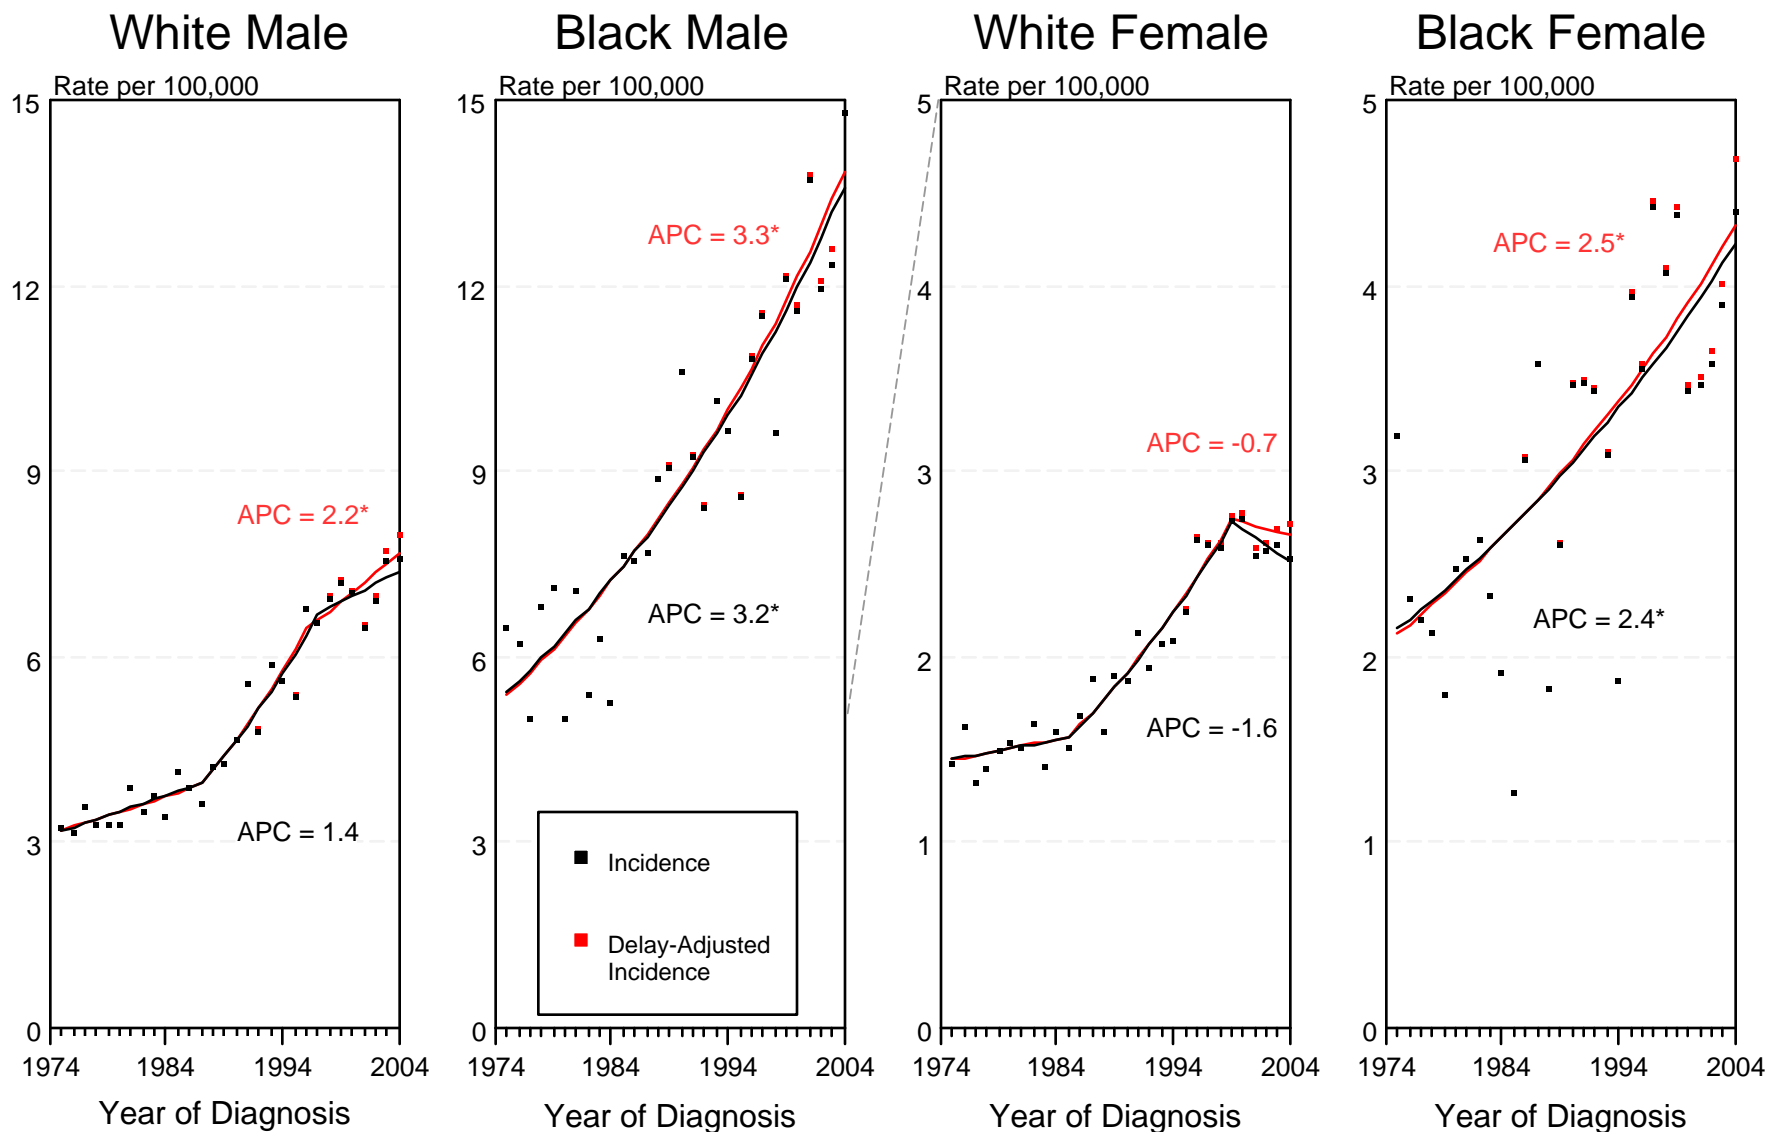 White Male
Rate per 100,000
15
12
9
6
3
0
APC = 2.2*
APC = 1.4
1974
1984
1994
2004
Year of Diagnosis
Black Male
Rate per 100,000
15
12
9
6
3
0
APC = 3.3*
APC = 3.2*
Incidence
Delay-Adjusted
Incidence
1974
1984
1994
2004
Year of Diagnosis
White Female
Rate per 100,000
5
4
3
2
1
0
APC = -0.7
APC = -1.6
1974
1984
1994
2004
Year of Diagnosis
Black Female
Rate per 100,000
5
4
3
2
1
0
APC = 2.5*
APC = 2.4*
1974
1984
1994
2004
Year of Diagnosis